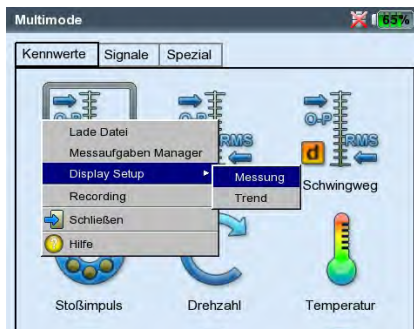 Multimode
65%
Kennwerte Signale Spezial
O-P
O-P
O-P
RMS
d RMS
Lade Datei
Messaufgaben Manager
Display Setup
Messung
Schwingweg
Recording
Trend
Schließen
? Hilfe
Stoßimpuls Drehzahl Temperatur